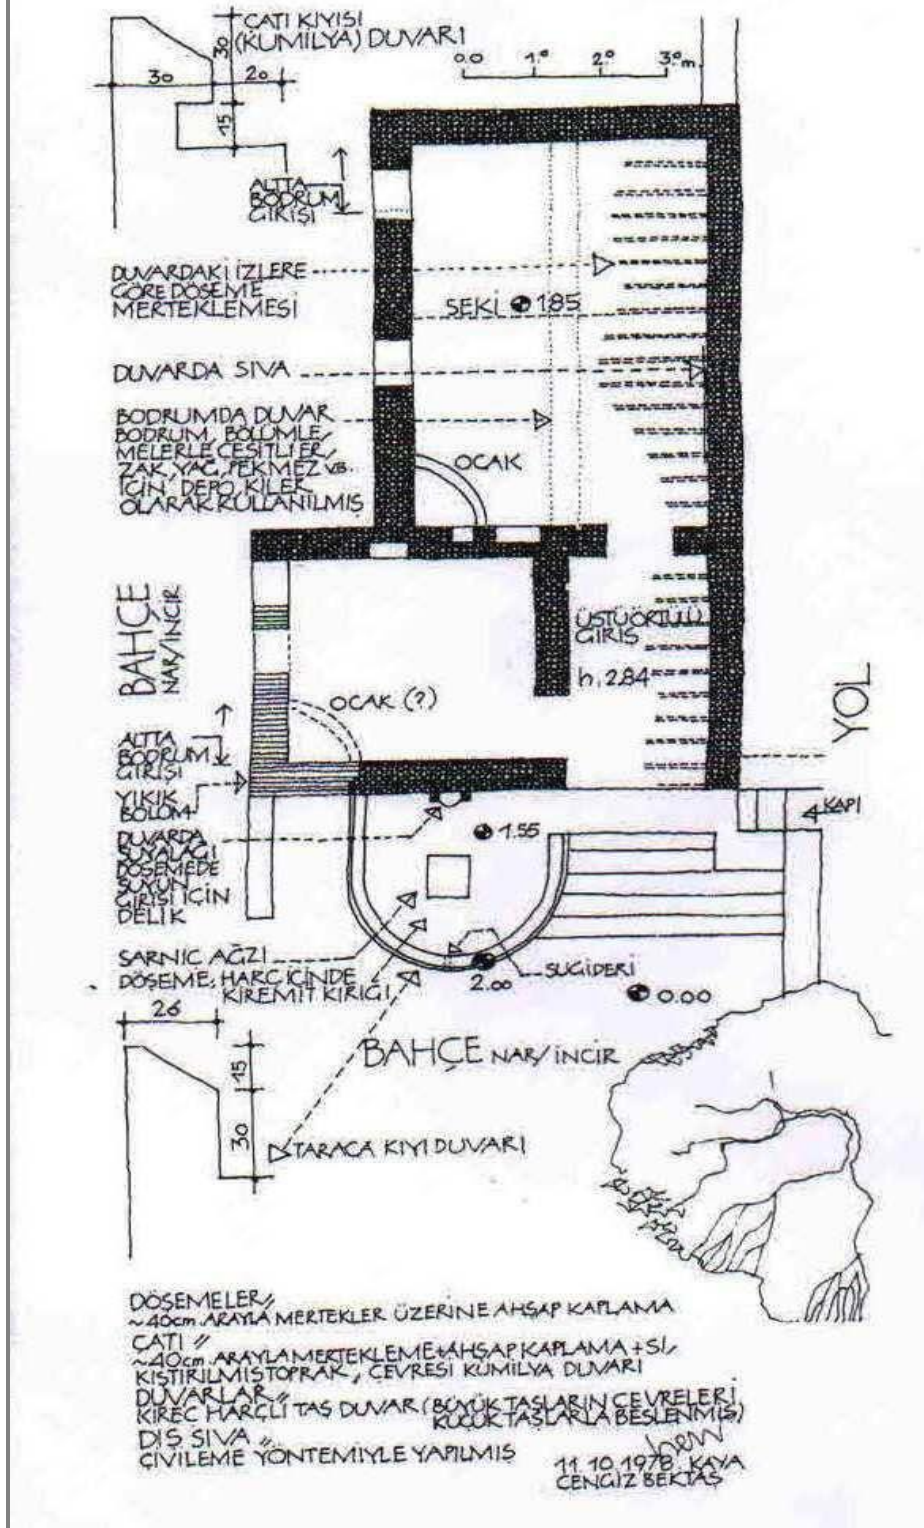 ÇATI KIYISI
(KUMİLYA) DUVARI
30
30
20
15
0.0 1.0 2.0 3.0 m.
ALTTA
BODRUM
GİRİŞİ
DUVARDAKİ İZLERE
GÖRE DÖŞEME
MERTEKLEMESİ
SEKİ 185
DUVARDA SIVA
BODRUMDA DUVAR
BODRUM, BÖLÜMLE/
MELERLE ÇEŞİTLİ ER/
ZAK, YAĞ, PEKMEZ VB.
İÇİN, DEPO, KİLER
OLARAK KULLANILMIŞ
OCAK
BAHÇE
NAR/İNCİR
ÜSTÜ ÖRTÜLÜ
GİRİŞ
h. 2.84
OCAK (?)
YOL
ALTTA
BODRUM
GİRİŞİ
YIKIK
BÖLÜM
KAPI
DUVARDA
SUYALAĞI
DÖŞEMEDE
SUYUN
GİRİŞİ İÇİN
DELİK
1.55
SARNIÇ AĞZI
DÖŞEME: HARÇ İÇİNDE
KİREMİT KIRIĞI
SUGİDERİ
2.00
0.00
26
BAHÇE NAR/İNCİR
15
30
TARAÇA KIYI DUVARI
DÖŞEMELER //
~40cm. ARAYLA MERTEKLER ÜZERİNE AHŞAP KAPLAMA
ÇATI //
~40cm. ARAYLA MERTEKLEME+AHŞAP KAPLAMA + SI/
KIŞTIRILMIŞ TOPRAK, ÇEVRESİ KUMİLYA DUVARI
DUVARLAR //
KİREÇ HARÇLI TAŞ DUVAR (BÜYÜK TAŞLARIN ÇEVRELERİ
KÜÇÜK TAŞLARLA BESLENMİŞ)
DIŞ SIVA //
ÇİVİLEME YÖNTEMİYLE YAPILMIŞ
11.10.1978. KAYA
CENGİZ BEKTAŞ